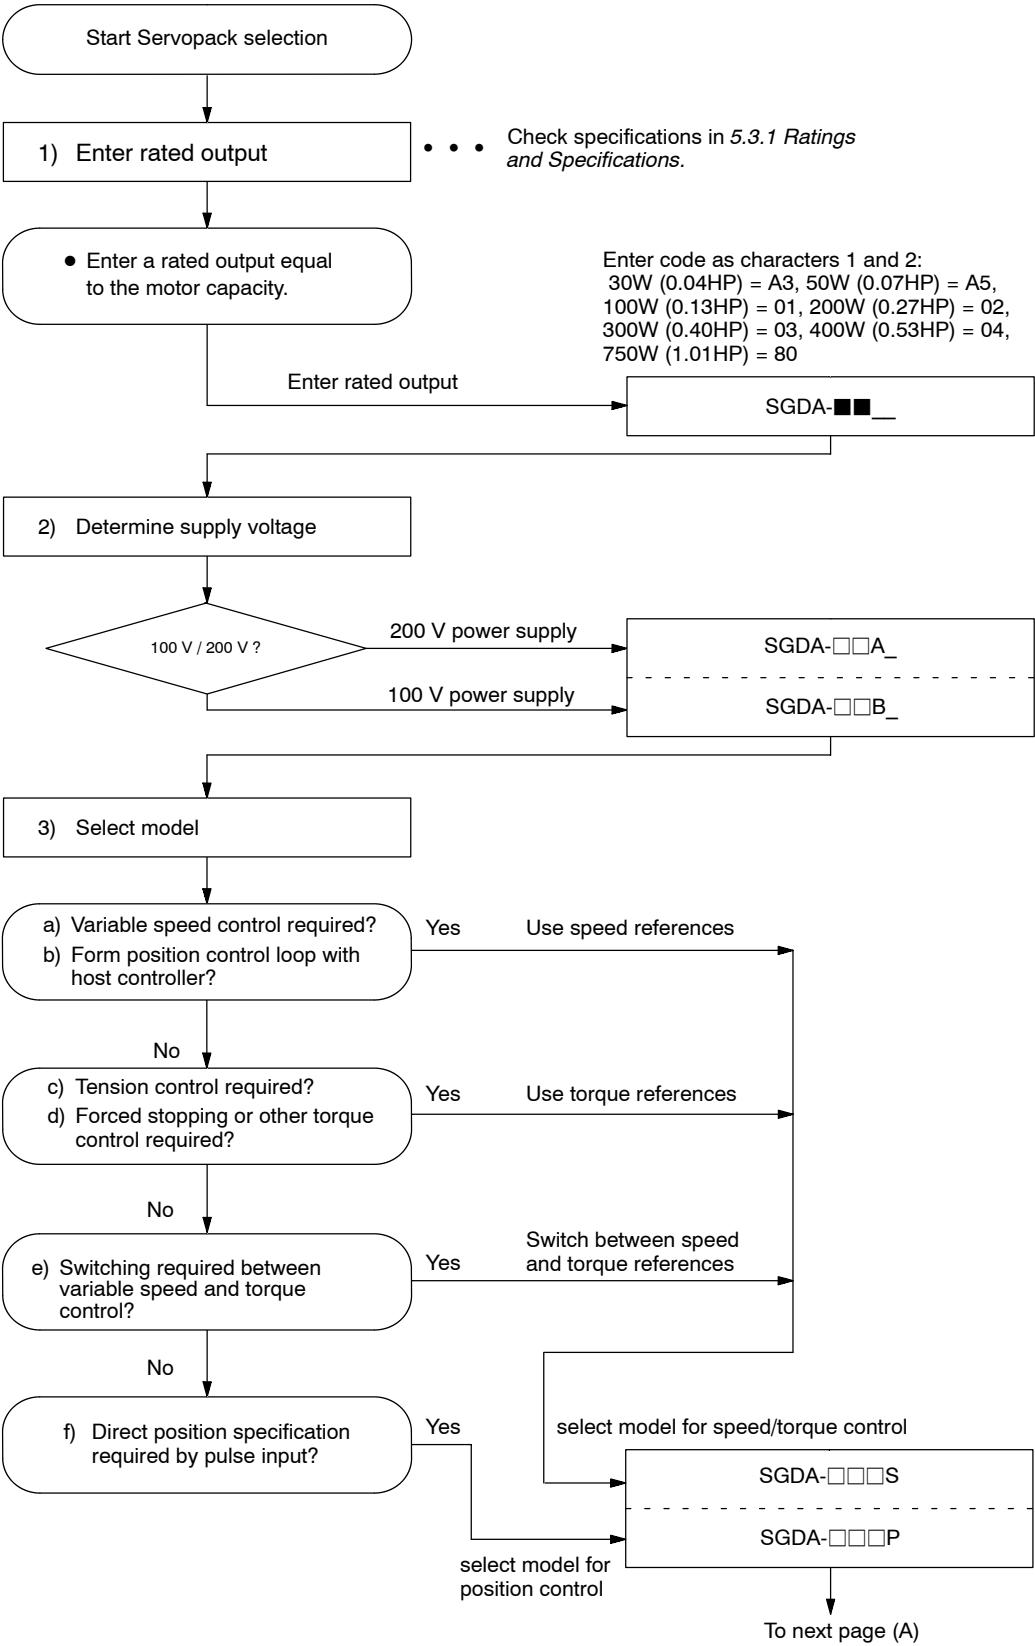 Start Servopack selection
1) Enter rated output
• • • Check specifications in 5.3.1 Ratings
and Specifications.
● Enter a rated output equal
to the motor capacity.
Enter code as characters 1 and 2:
30W (0.04HP) = A3, 50W (0.07HP) = A5,
100W (0.13HP) = 01, 200W (0.27HP) = 02,
300W (0.40HP) = 03, 400W (0.53HP) = 04,
750W (1.01HP) = 80
Enter rated output
SGDA-■■__
2) Determine supply voltage
100 V / 200 V ?
200 V power supply
SGDA-□□A_
100 V power supply
SGDA-□□B_
3) Select model
a) Variable speed control required?
b) Form position control loop with
host controller?
Yes
Use speed references
No
c) Tension control required?
d) Forced stopping or other torque
control required?
Yes
Use torque references
No
e) Switching required between
variable speed and torque
control?
Yes
Switch between speed
and torque references
No
f) Direct position specification
required by pulse input?
Yes
select model for speed/torque control
SGDA-□□□S
SGDA-□□□P
select model for
position control
To next page (A)